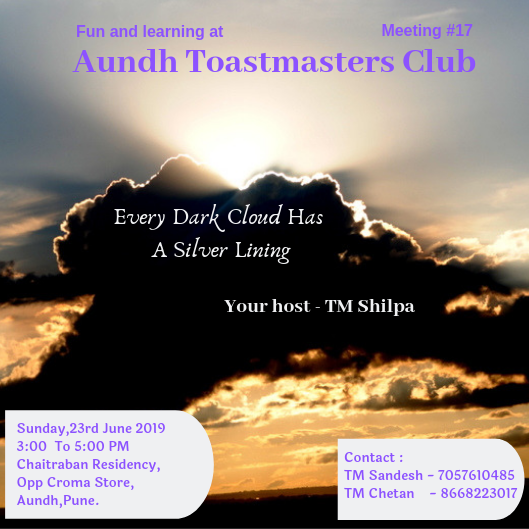 Fun and learning at
Meeting #17
Aundh Toastmasters Club
Every Dark Cloud Has
A Silver Lining
Your host - TM Shilpa
Sunday,23rd June 2019
3:00 To 5:00 PM
Chaitraban Residency,
Opp Croma Store,
Aundh,Pune.
Contact :
TM Sandesh - 7057610485
TM Chetan - 8668223017